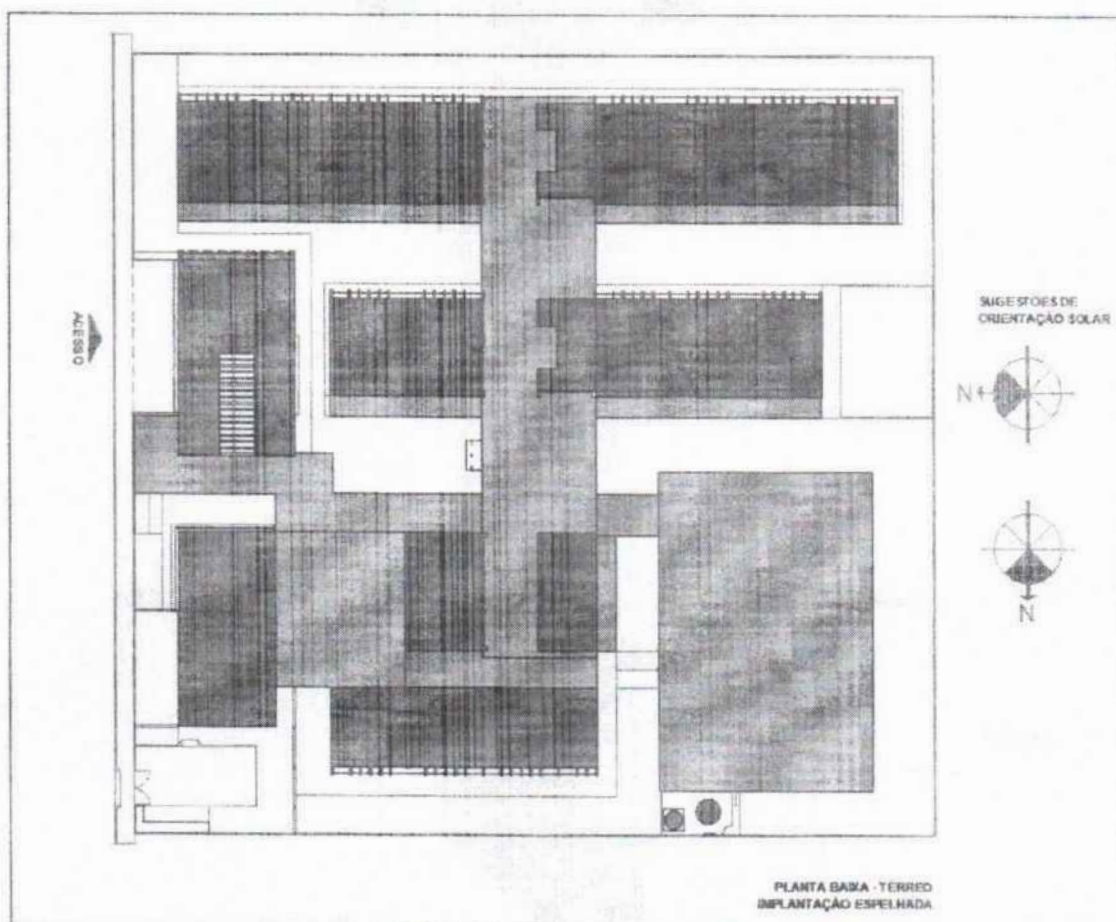 ACESSO
SUGESTÕES DE
ORIENTAÇÃO SOLAR
N
N
PLANTA BAIXA - TÉRREO
IMPLANTAÇÃO ESPELHADA